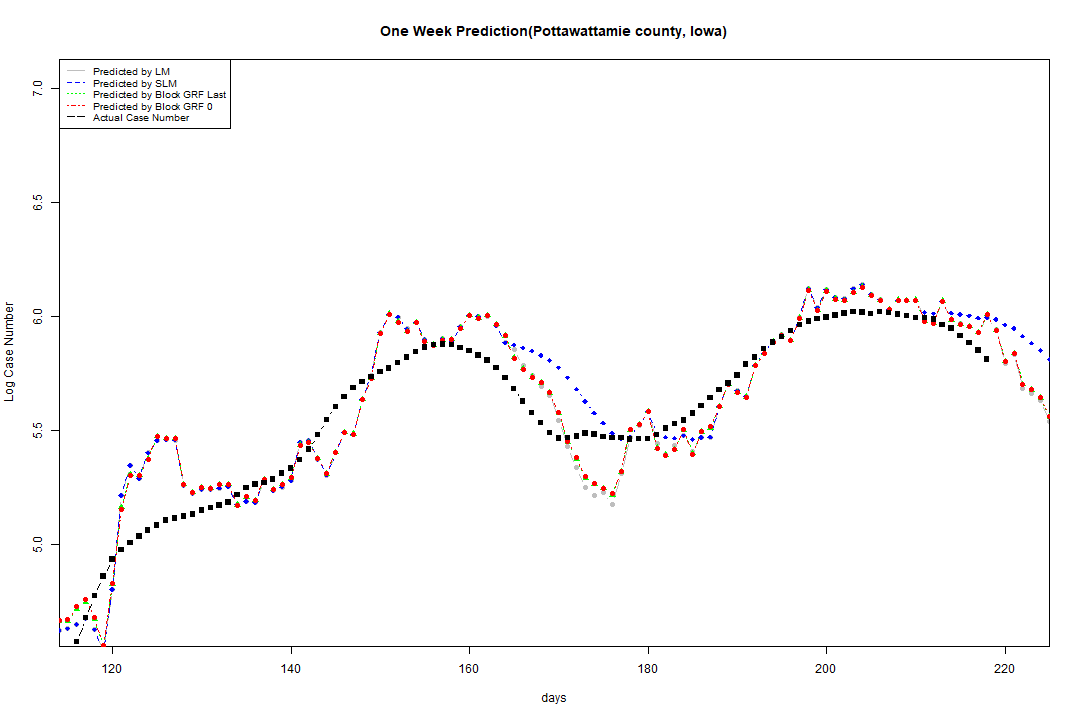 One Week Prediction(Pottawattamie county, Iowa)
Predicted by LM
Predicted by SLM
Predicted by Block GRF Last
Predicted by Block GRF 0
Actual Case Number
7.0
6.5
6.0
5.5
5.0
Log Case Number
120 140 160 180 200 220
days